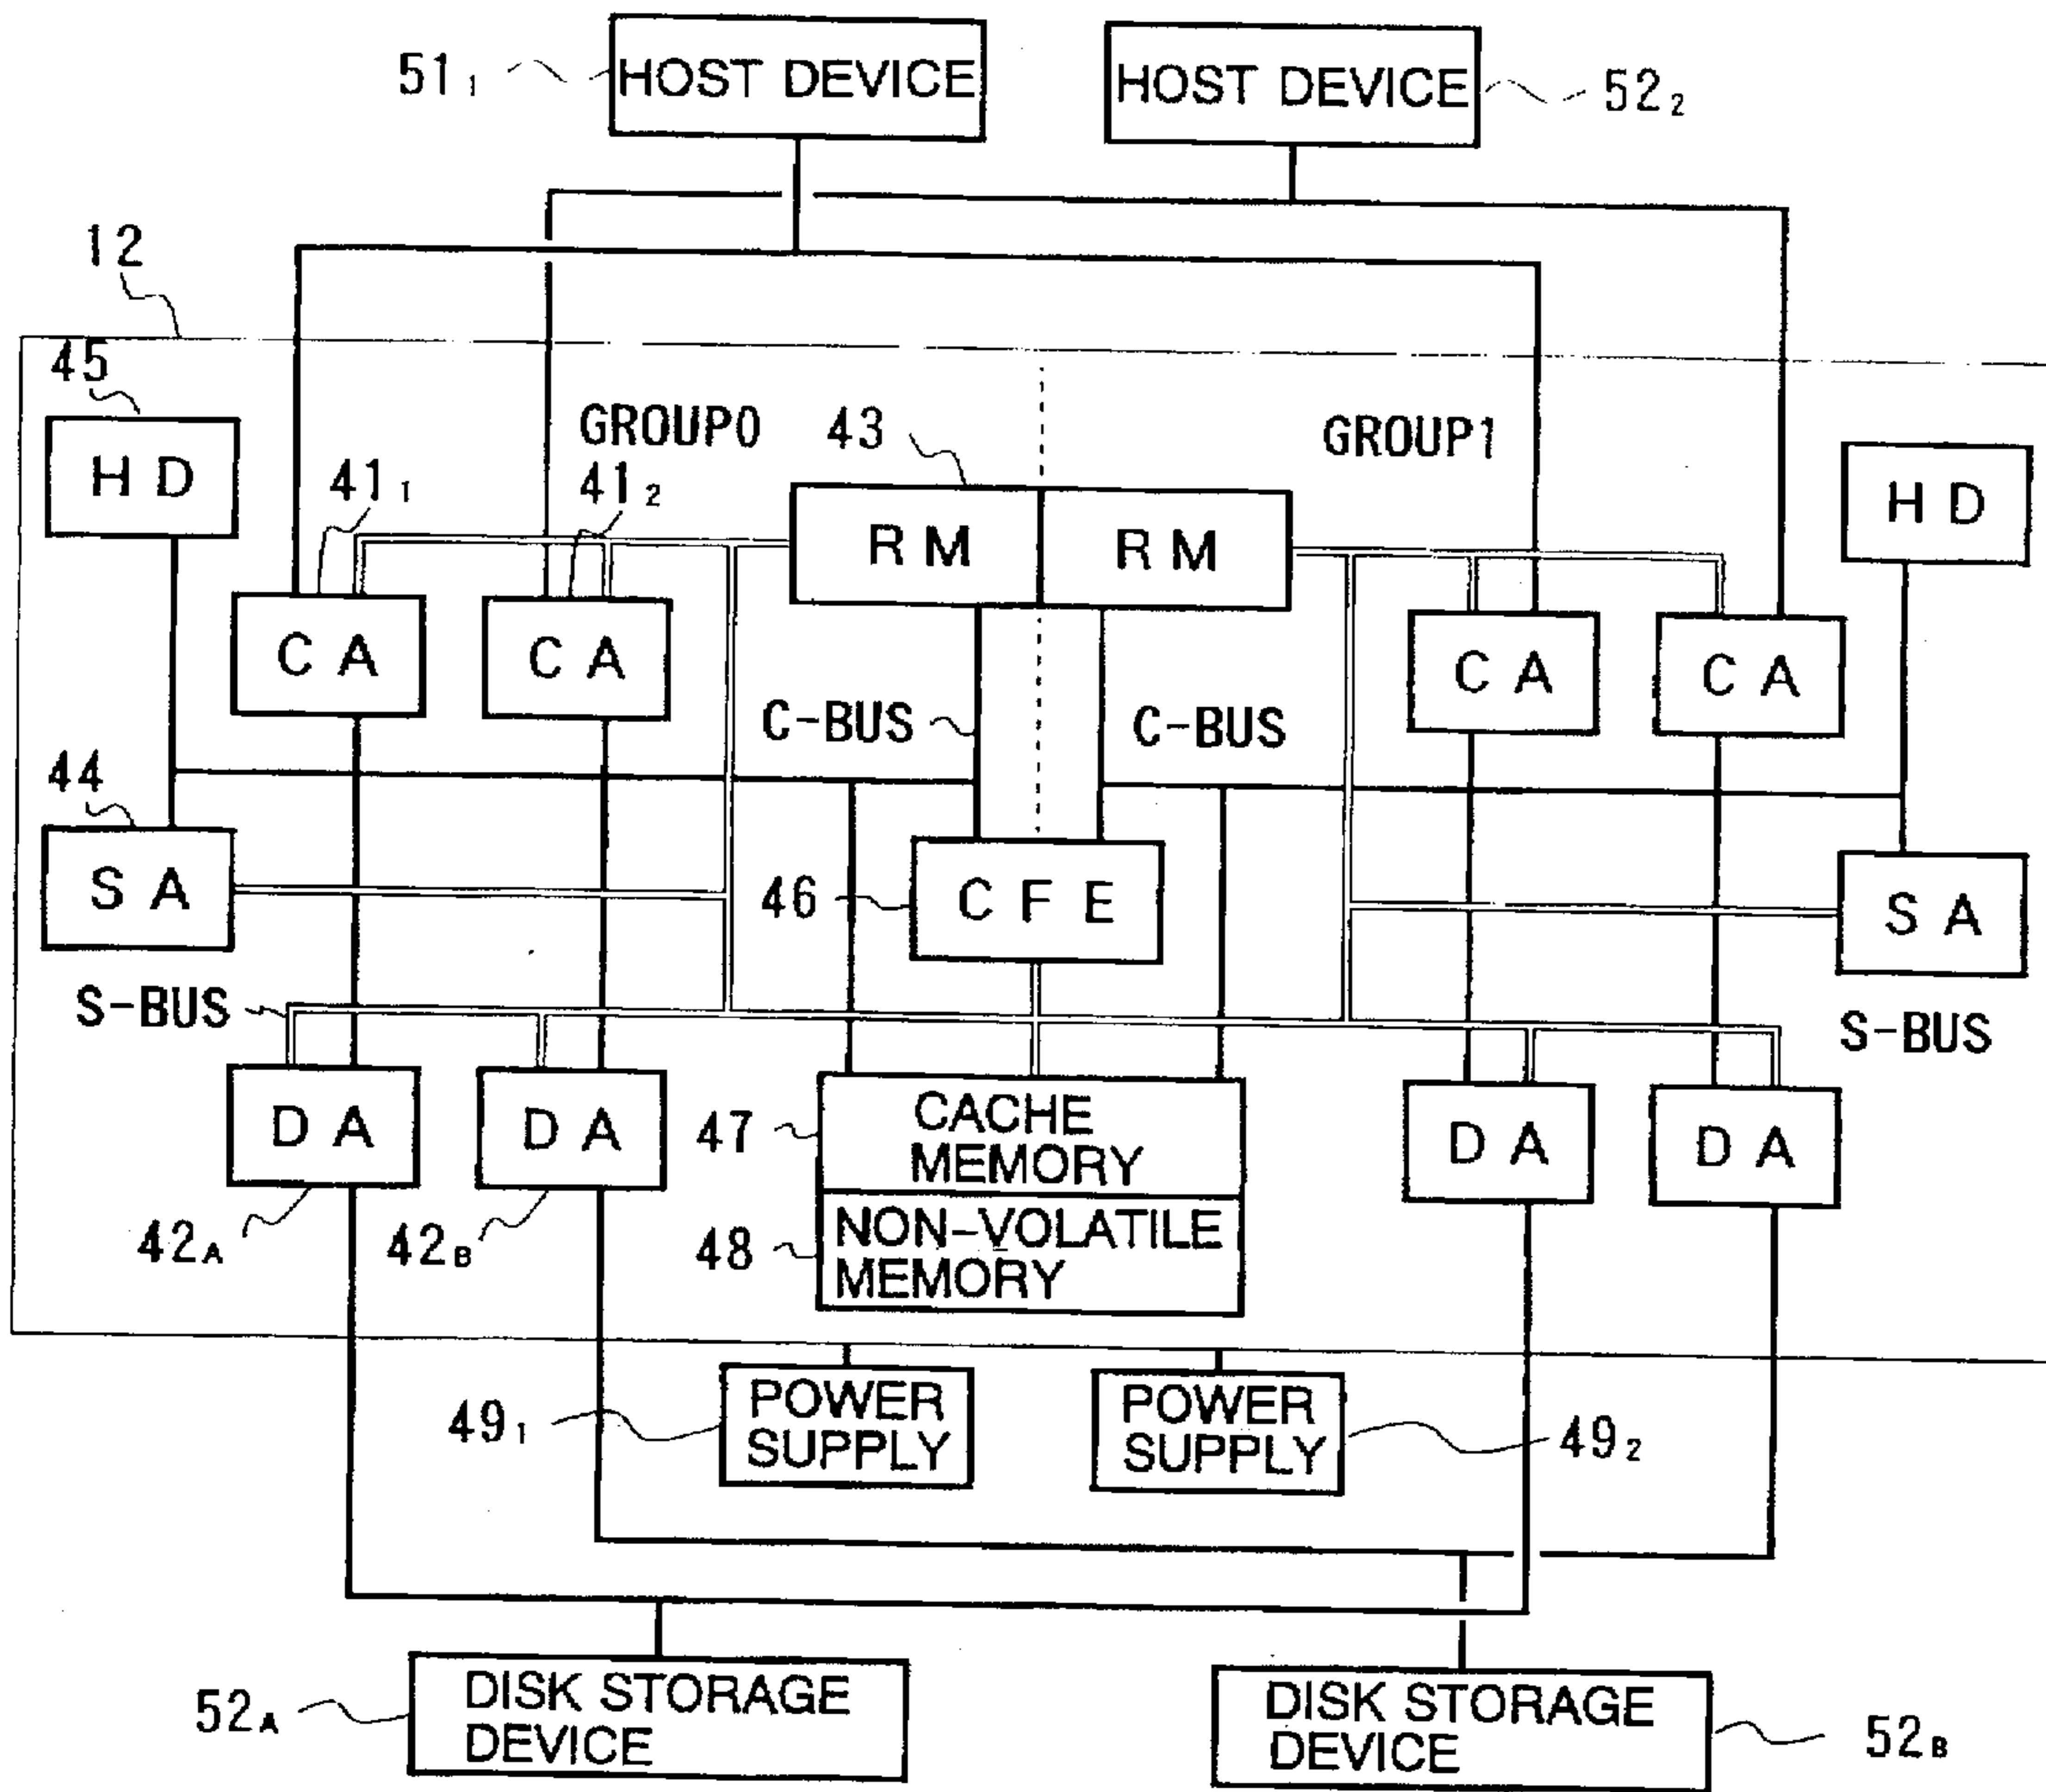 51₁
HOST DEVICE
HOST DEVICE
52₂
12
45
HD
GROUP0
43
GROUP1
HD
41₁
41₂
RM
RM
CA
CA
CA
CA
C-BUS
C-BUS
44
SA
46
CFE
SA
S-BUS
S-BUS
DA
DA
47
CACHE
MEMORY
DA
DA
42A
42B
48
NON-VOLATILE
MEMORY
49₁
POWER
SUPPLY
POWER
SUPPLY
49₂
52A
DISK STORAGE
DEVICE
DISK STORAGE
DEVICE
52B